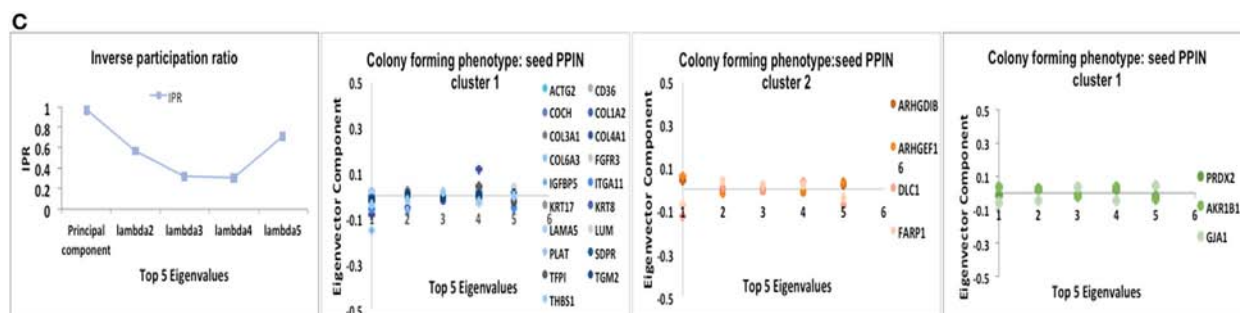 C
Inverse participation ratio
IPR
1
0.8
0.6
0.4
0.2
0
IPR
Principal component
lambda2
lambda3
lambda4
lambda5
Top 5 Eigenvalues
Colony forming phenotype: seed PPIN
cluster 1
0.5
0.3
0.1
-0.1
-0.3
-0.5
Eigenvector Component
1 2 3 4 5 6
Top 5 Eigenvalues
ACTG2 CD36
COCH COL1A2
COL3A1 COL4A1
COL6A3 FGFR3
IGFBP5 ITGA11
KRT17 KRT8
LAMA5 LUM
PLAT SDPR
TFPI TGM2
THBS1
Colony forming phenotype:seed PPIN
cluster 2
0.5
0.3
0.1
-0.1
-0.3
-0.5
Eigenvector Component
1 2 3 4 5 6
Top 5 Eigenvalues
ARHGDIB
ARHGEF1
6
DLC1
FARP1
Colony forming phenotype: seed PPIN
cluster 1
0.5
0.3
0.1
-0.1
-0.3
-0.5
Eigenvector Component
1 2 3 4 5 6
Top 5 Eigenvalues
PRDX2
AKR1B1
GJA1